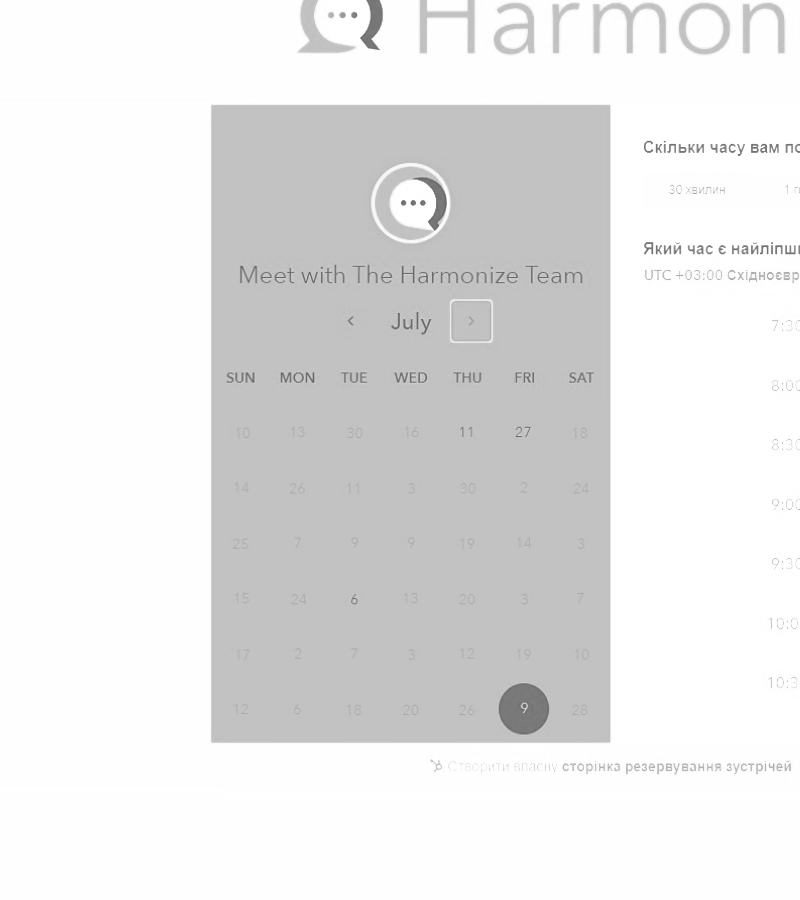 Harmon
Meet with The Harmonize Team
July
SUN MON TUE WED THU FRI SAT
10 13 30 16 11 27 18
14 26 11 3 30 2 24
25 7 9 9 19 14 3
15 24 6 13 20 3 7
17 2 7 3 12 19 10
12 6 18 20 26 9 28
Скільки часу вам по
30 хвилин 1 г
Який час є найліпши
UTC +03:00 Східноєвр
7:30
8:00
8:30
9:00
9:30
10:0
10:3
Створити власну сторінка резервування зустрічей